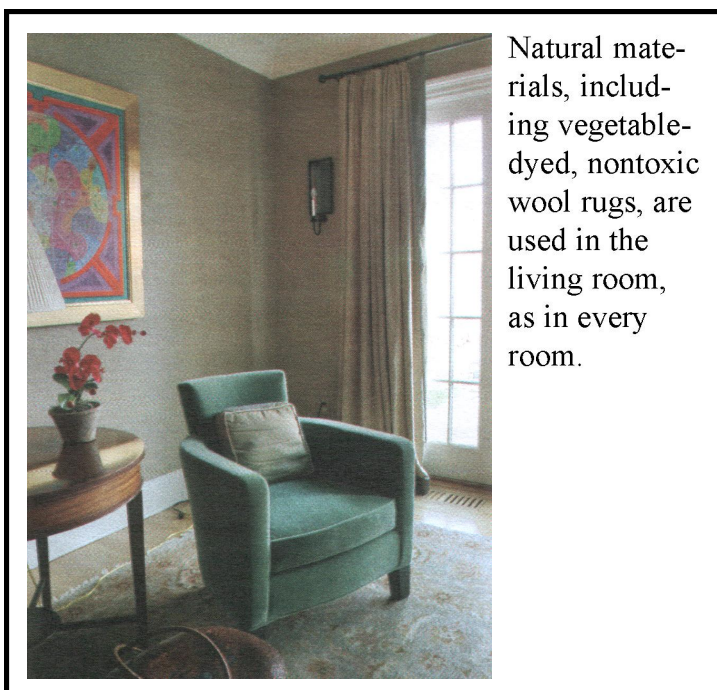 Natural mate-
rials, includ-
ing vegetable-
dyed, nontoxic
wool rugs, are
used in the
living room,
as in every
room.